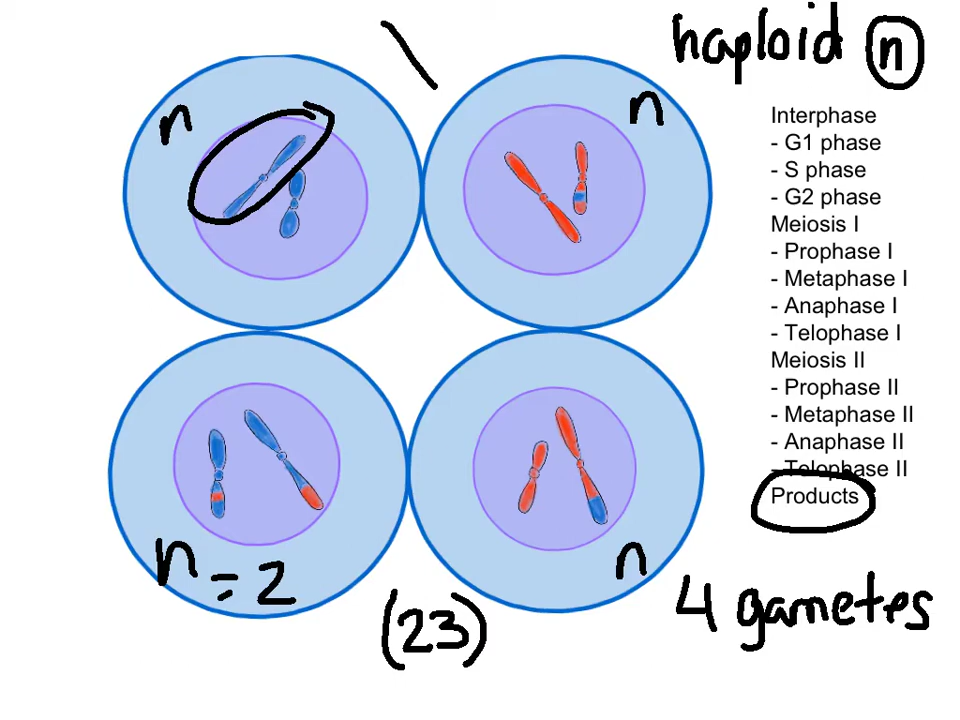 haploid n
n
n
Interphase
- G1 phase
- S phase
- G2 phase
Meiosis I
- Prophase I
- Metaphase I
- Anaphase I
- Telophase I
Meiosis II
- Prophase II
- Metaphase II
- Anaphase II
- Telophase II
Products
n = 2
n
(23)
4 gametes